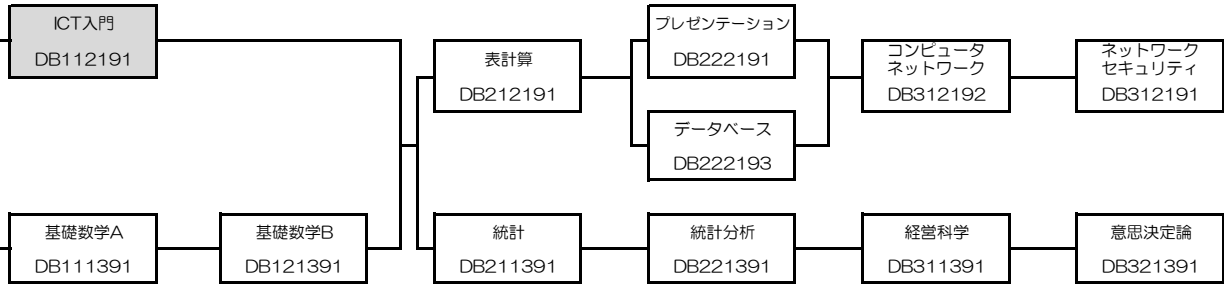 ICT入門
DB112191
表計算
DB212191
プレゼンテーション
DB222191
データベース
DB222193
コンピュータ
ネットワーク
DB312192
ネットワーク
セキュリティ
DB312191
基礎数学A
DB111391
基礎数学B
DB121391
統計
DB211391
統計分析
DB221391
経営科学
DB311391
意思決定論
DB321391